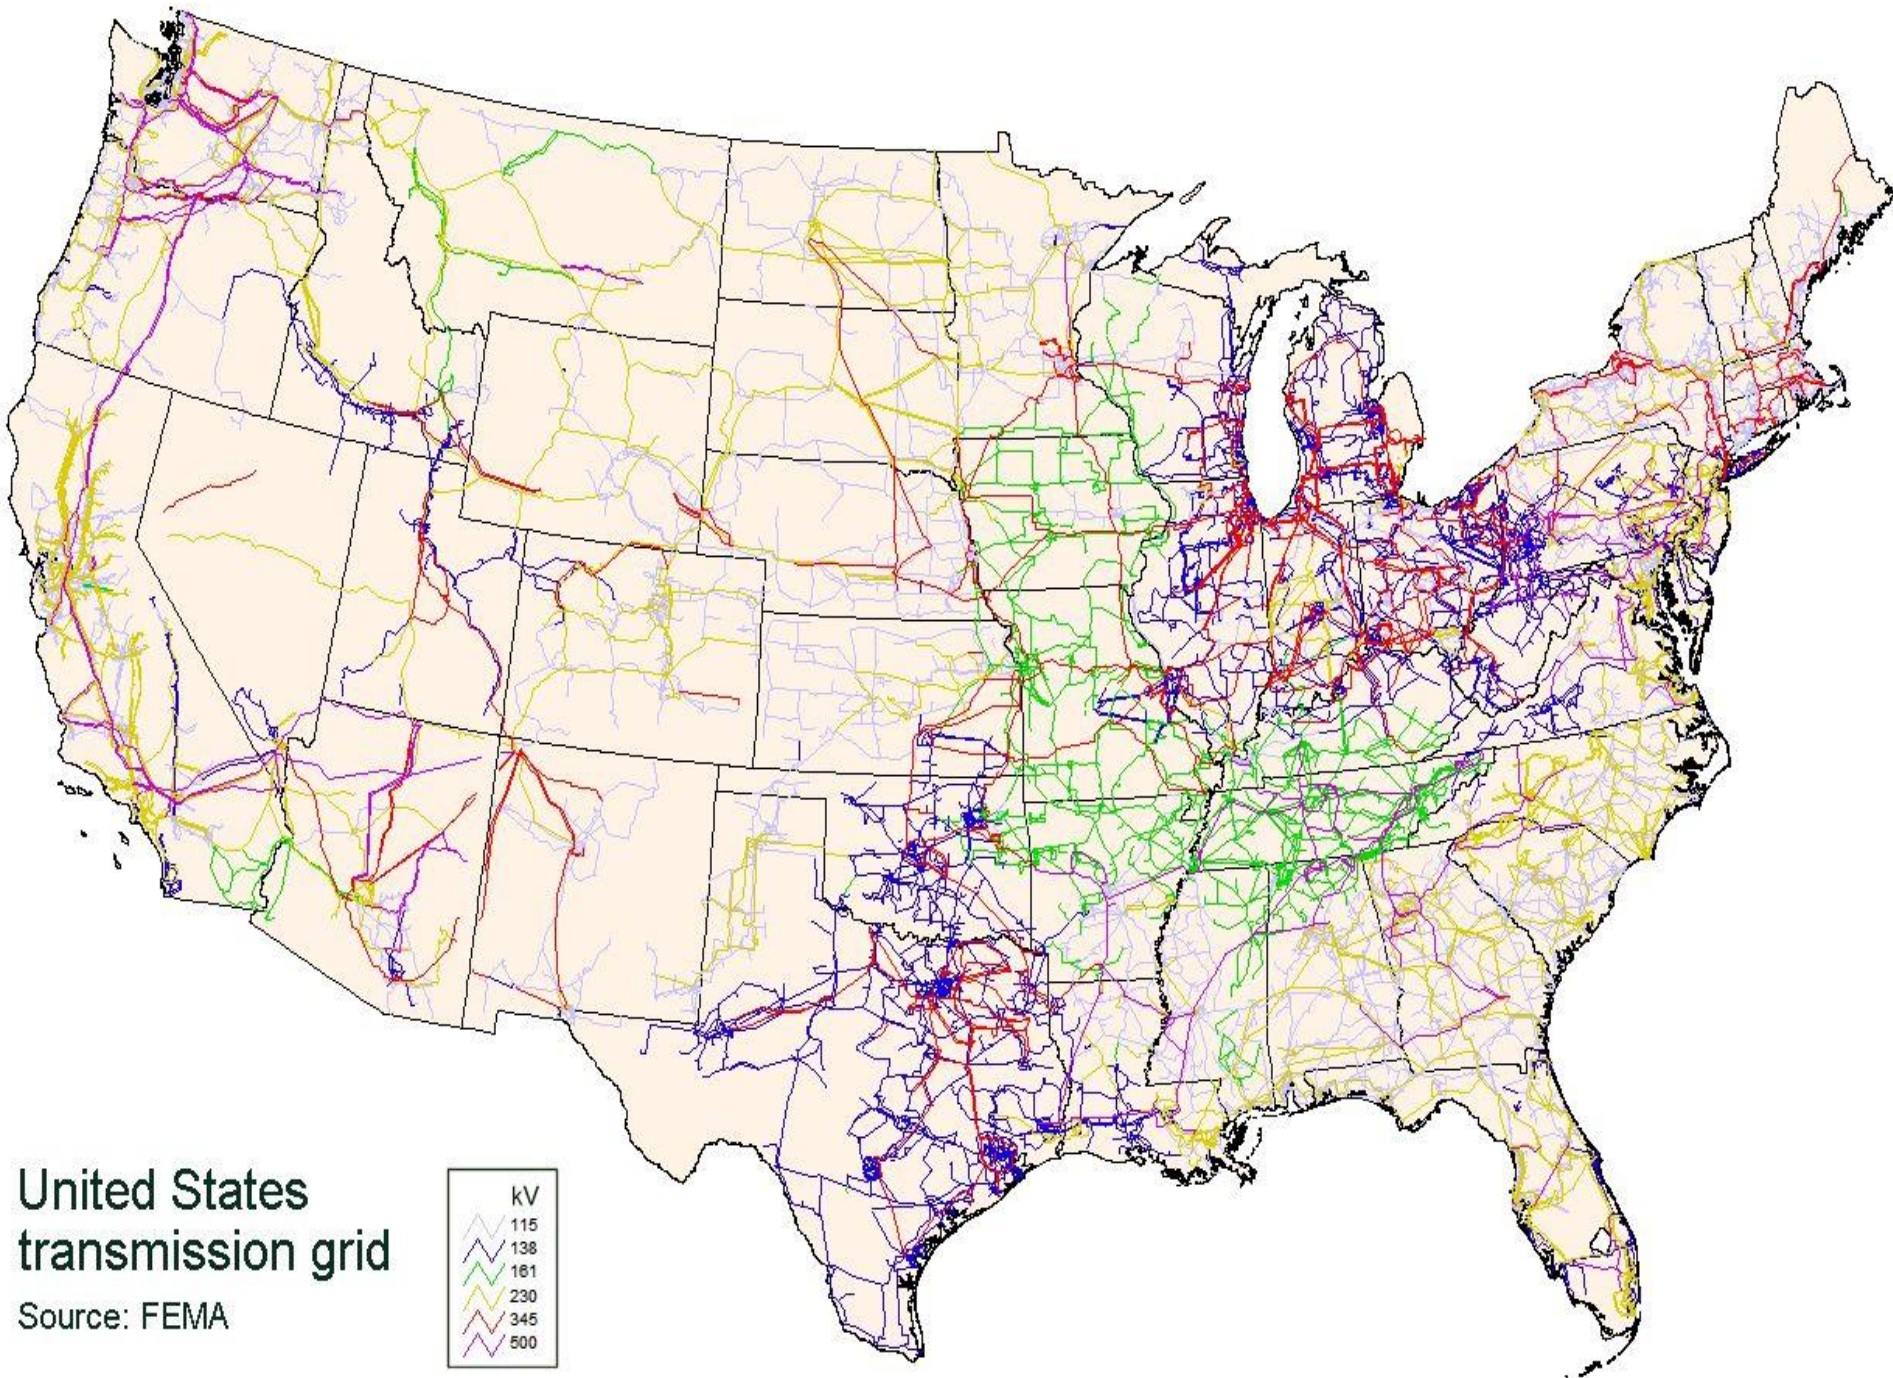 United States
transmission grid
Source: FEMA
kV
115
138
161
230
345
500